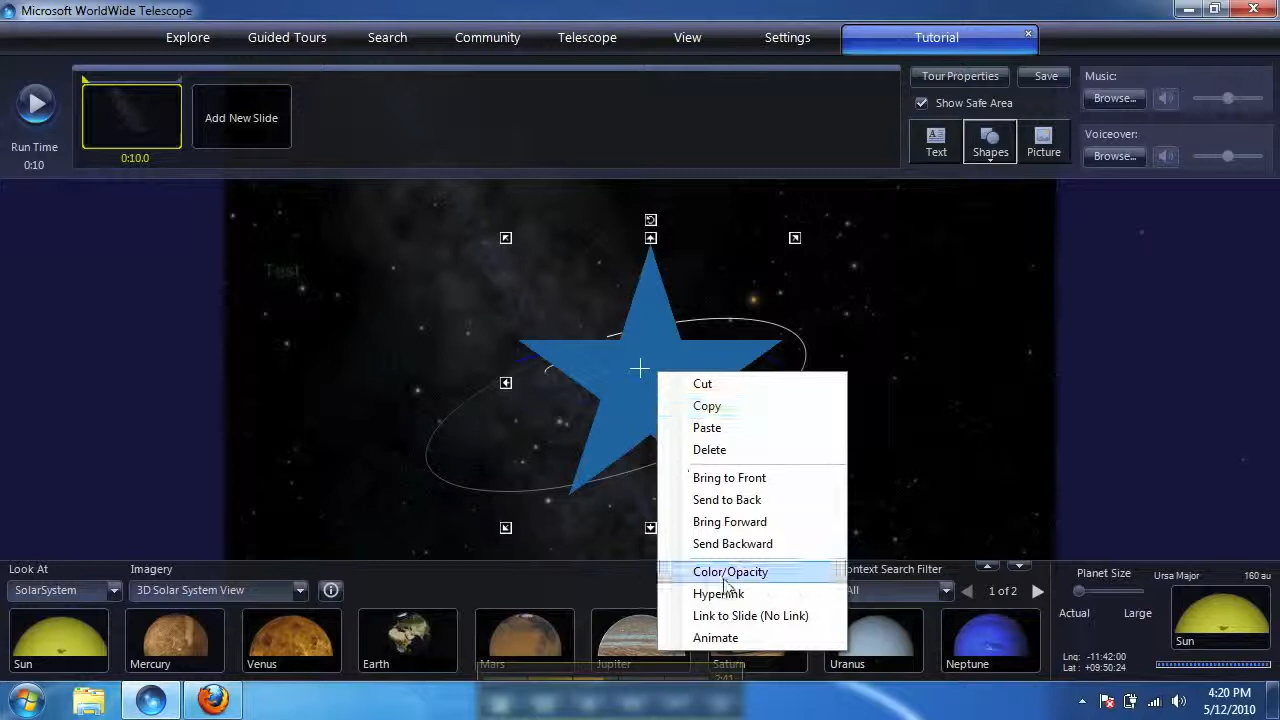 Microsoft WorldWide Telescope
Explore
Guided Tours
Search
Community
Telescope
View
Settings
Tutorial
Run Time
0:10
0:10.0
Add New Slide
Tour Properties
Save
Show Safe Area
Text
Shapes
Picture
Music:
Browse...
Voiceover:
Browse...
Test
Cut
Copy
Paste
Delete
Bring to Front
Send to Back
Bring Forward
Send Backward
Color/Opacity
Hyperlink
Link to Slide (No Link)
Animate
Look At
SolarSystem
Imagery
3D Solar System View
Context Search Filter
All
1 of 2
Planet Size
Actual
Large
Ursa Major
160 au
Sun
Lng: -11:42:00
Lat: +09:50:24
Sun
Mercury
Venus
Earth
Mars
Jupiter
Saturn
Uranus
Neptune
2:41
4:20 PM
5/12/2010